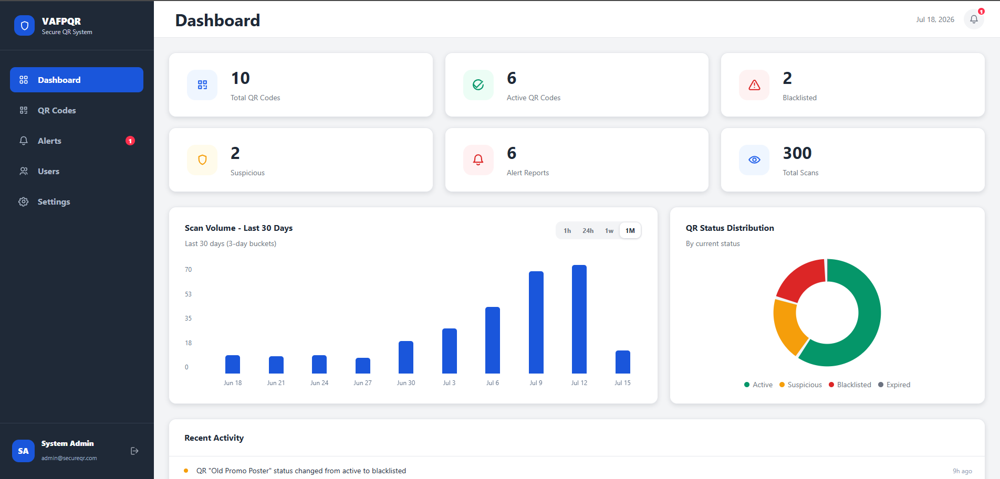 VAFPQR
Secure QR System
Dashboard
QR Codes
Alerts
1
Users
Settings
System Admin
SA
admin@secureqr.com
Dashboard
Jul 18, 2026
1
10
Total QR Codes
6
Active QR Codes
2
Blacklisted
2
Suspicious
6
Alert Reports
300
Total Scans
Scan Volume - Last 30 Days
Last 30 days (3-day buckets)
1h 24h 1w 1M
70
53
35
18
0
Jun 18 Jun 21 Jun 24 Jun 27 Jun 30 Jul 3 Jul 6 Jul 9 Jul 12 Jul 15
QR Status Distribution
By current status
Active Suspicious Blacklisted Expired
Recent Activity
QR "Old Promo Poster" status changed from active to blacklisted
9h ago